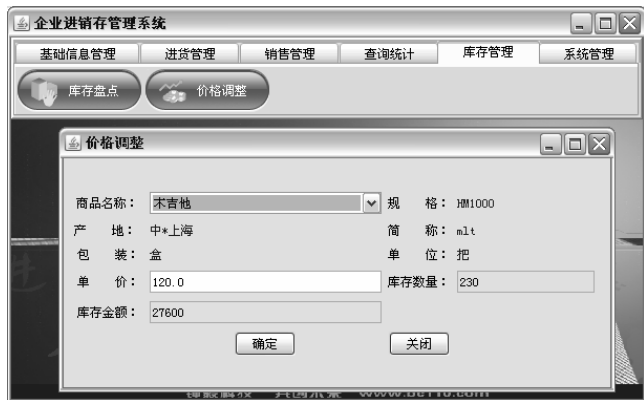 企业进销存管理系统
基础信息管理 进货管理 销售管理 查询统计 库存管理 系统管理
库存盘点 价格调整
价格调整
商品名称： 木吉他 规 格： HM1000
产 地： 中*上海 简 称： mlt
包 装： 盒 单 位： 把
单 价： 120.0 库存数量： 230
库存金额： 27600
确定 关闭